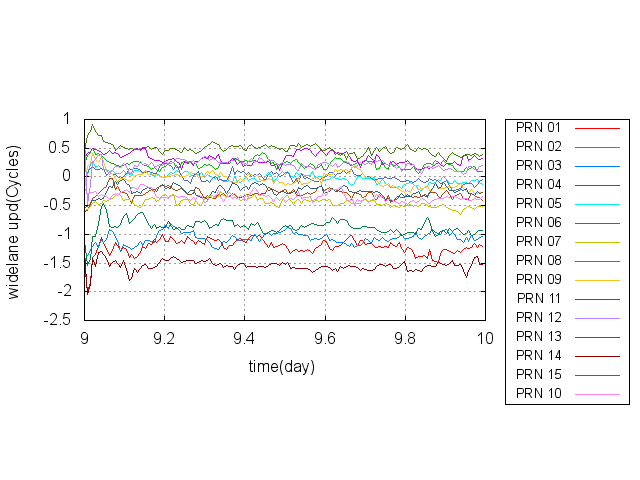 1
0.5
0
-0.5
-1
-1.5
-2
-2.5
widelane upd(Cycles)
9
9.2
9.4
9.6
9.8
10
time(day)
PRN 01
PRN 02
PRN 03
PRN 04
PRN 05
PRN 06
PRN 07
PRN 08
PRN 09
PRN 11
PRN 12
PRN 13
PRN 14
PRN 15
PRN 10